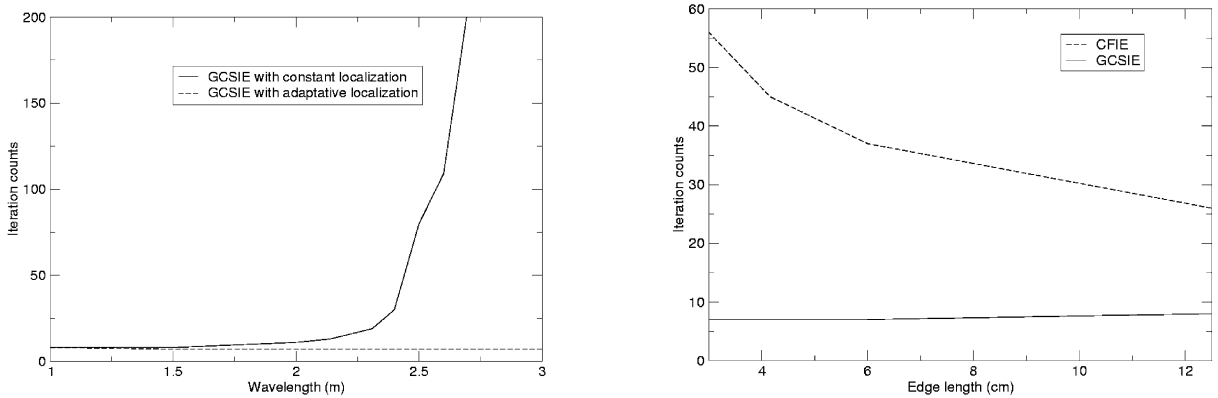 200
150
100
50
0
Iteration counts
GCSIE with constant localization
GCSIE with adaptative localization
1
1.5
2
2.5
3
Wavelength (m)
60
50
40
30
20
10
0
Iteration counts
CFIE
GCSIE
4
6
8
10
12
Edge length (cm)